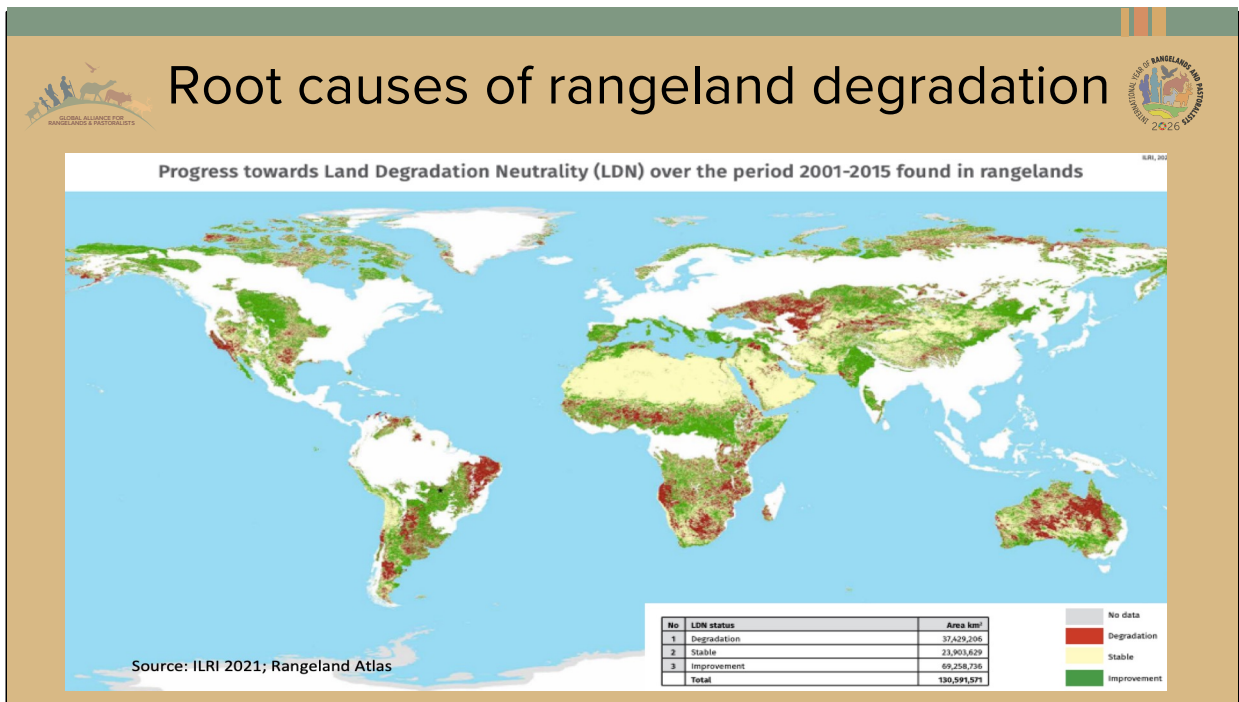 Root causes of rangeland degradation
GLOBAL ALLIANCE FOR
RANGELANDS & PASTORALISTS
INTERNATIONAL YEAR OF RANGELANDS AND PASTORALISTS
2026
Progress towards Land Degradation Neutrality (LDN) over the period 2001-2015 found in rangelands
ILRI, 202
No LDN status Area km²
1 Degradation 37,429,206
2 Stable 23,903,629
3 Improvement 69,258,736
Total 130,591,571
No data
Degradation
Stable
Improvement
Source: ILRI 2021; Rangeland Atlas